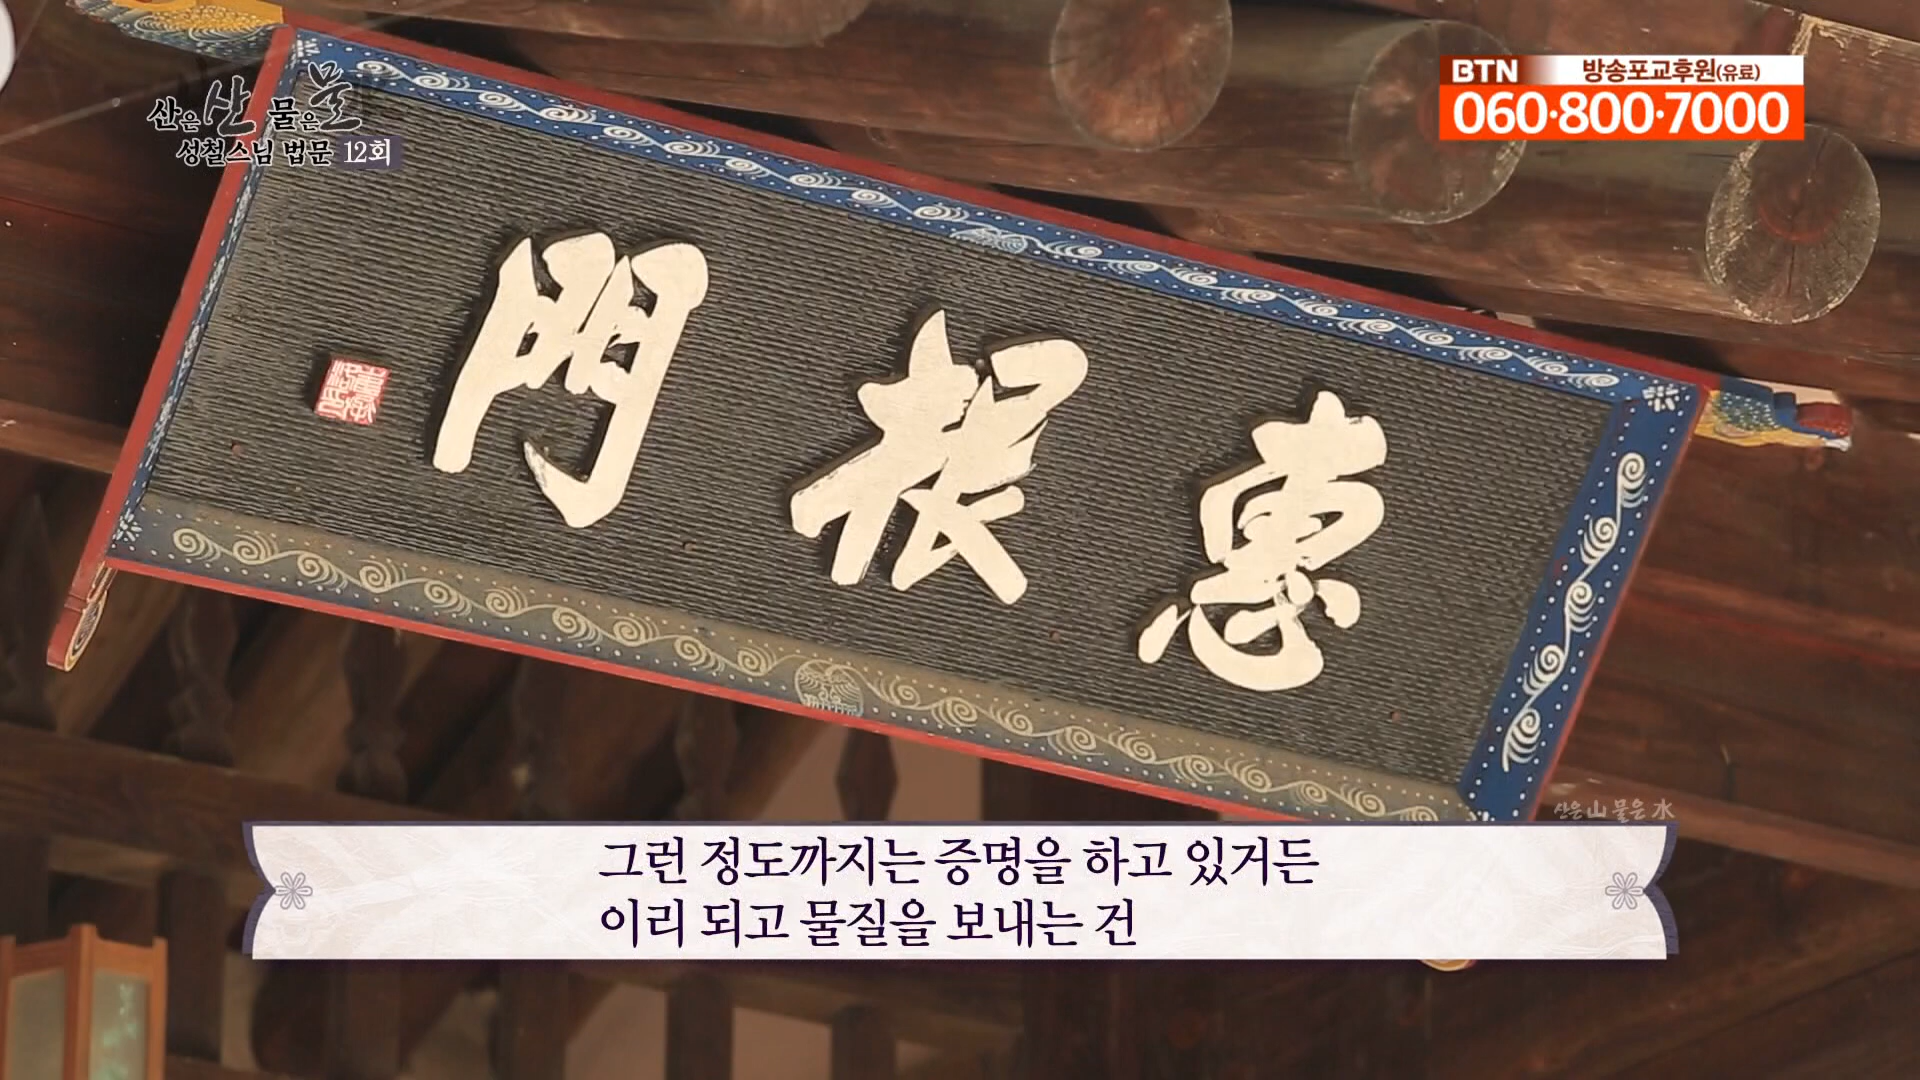 산은 산 물은 물
성철스님 법문 12회
BTN 방송포교후원(유료)
060·800·7000
惠根門
산은 山 물은 水
그런 정도까지는 증명을 하고 있거든
이리 되고 물질을 보내는 건